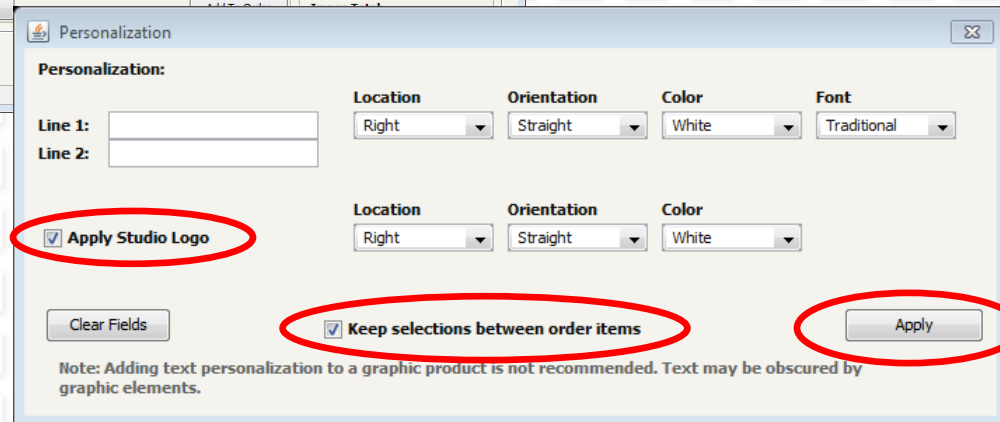 Personalization
Personalization:
Location Orientation Color Font
Line 1: Right Straight White Traditional
Line 2:
Location Orientation Color
Apply Studio Logo Right Straight White
Clear Fields Keep selections between order items Apply
Note: Adding text personalization to a graphic product is not recommended. Text may be obscured by
graphic elements.